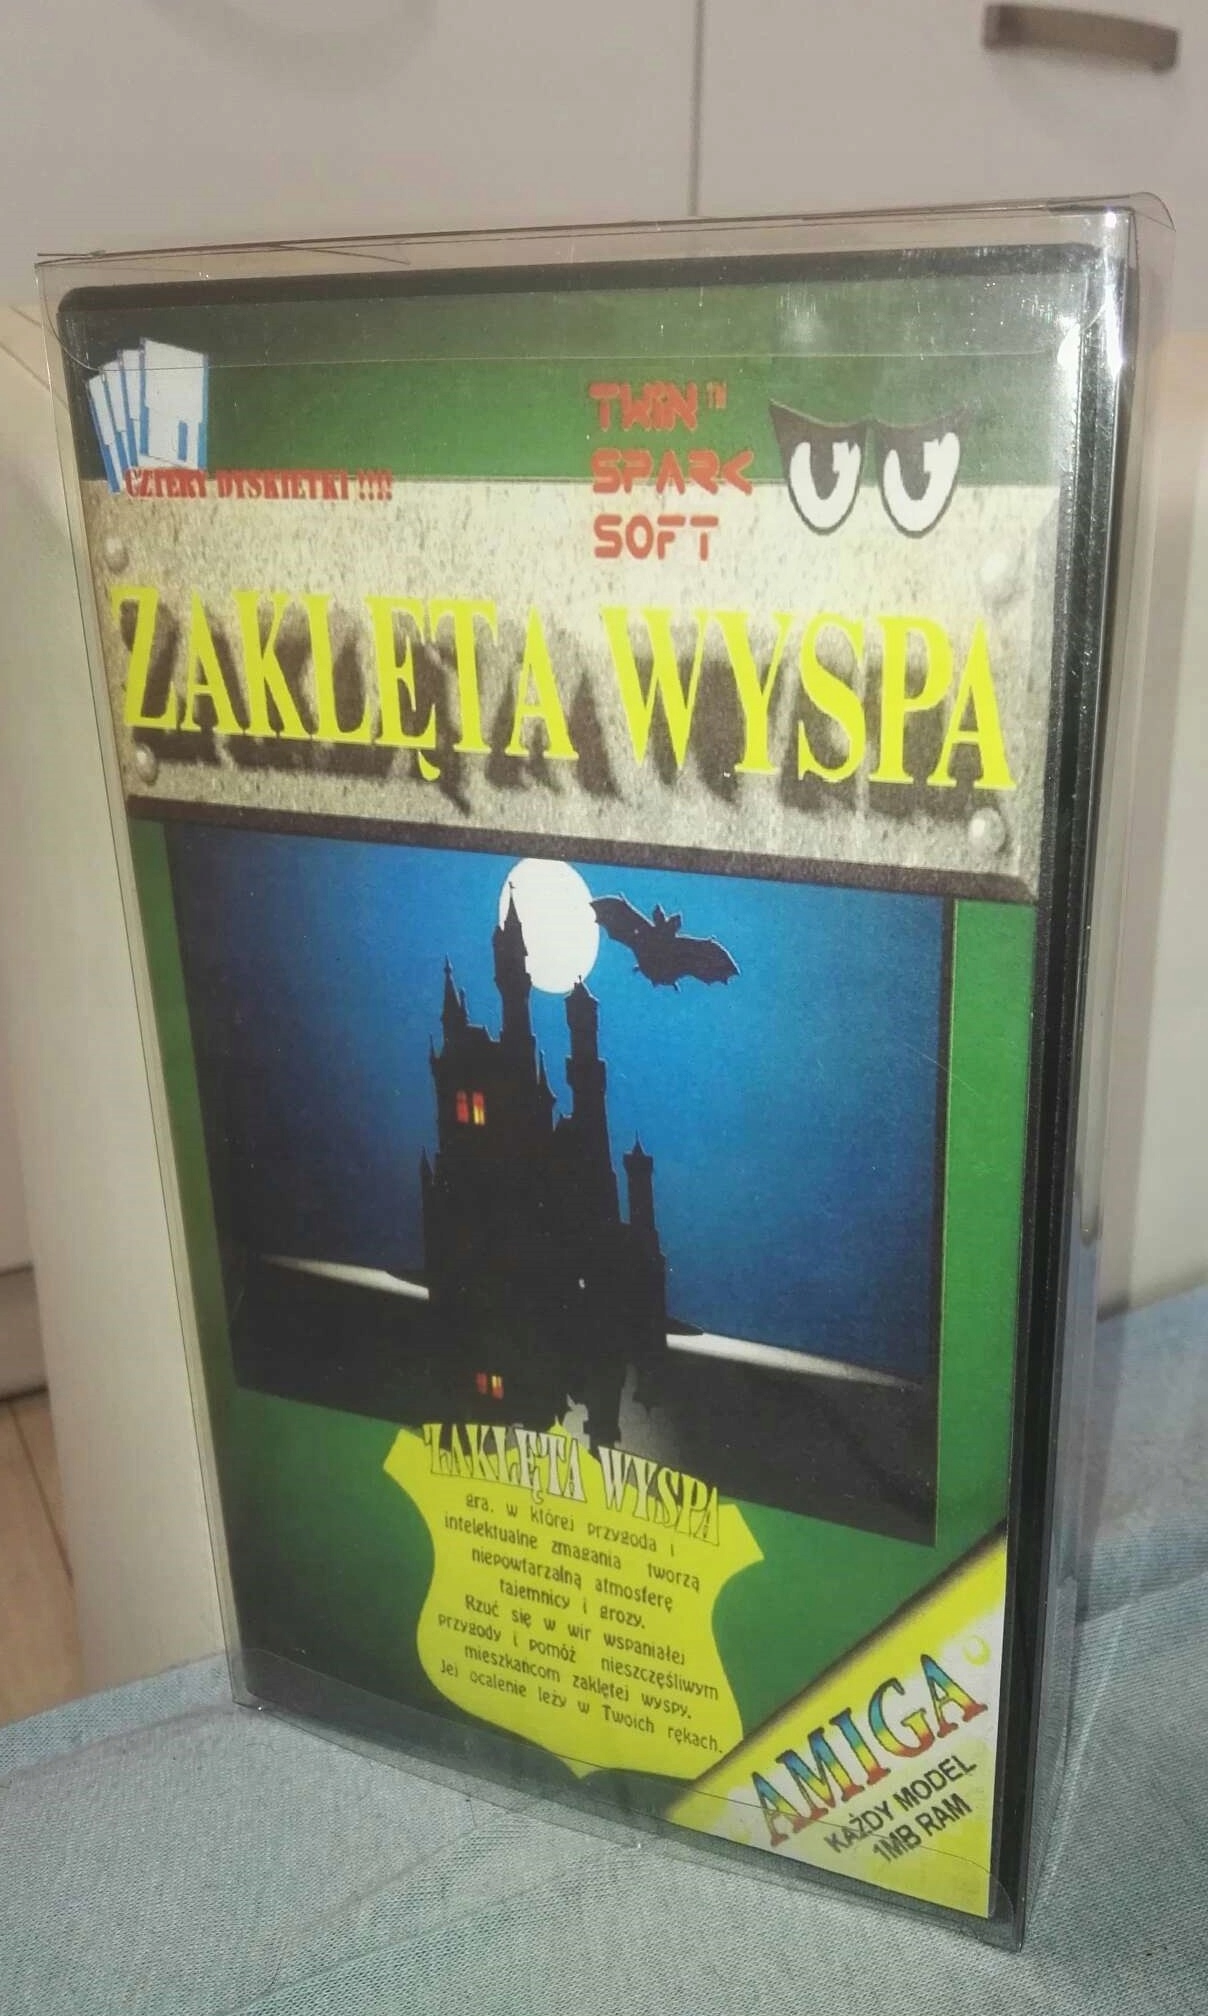 CZTERY DYSKIETKI !!!!
TWIN™
SPARK
SOFT
ZAKLĘTA WYSPA
ZAKLĘTA WYSPA
gra, w której przygoda i
intelektualne zmagania tworzą
niepowtarzalną atmosferę
tajemnicy i grozy.
Rzuć się w wir wspaniałej
przygody i pomóż nieszczęśliwym
mieszkańcom zaklętej wyspy.
Jej ocalenie leży w Twoich rękach.
AMIGA
KAŻDY MODEL
1MB RAM